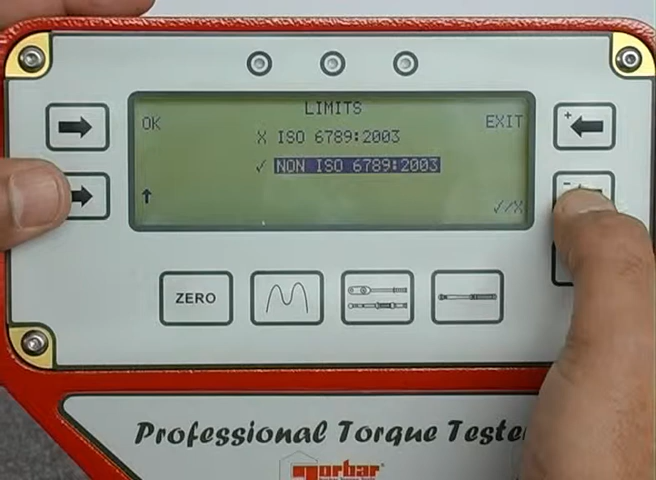 LIMITS
OK
X ISO 6789:2003
EXIT
✓ NON ISO 6789:2003
↑
✓/X
+
-
ZERO
Professional Torque Tester
norbar